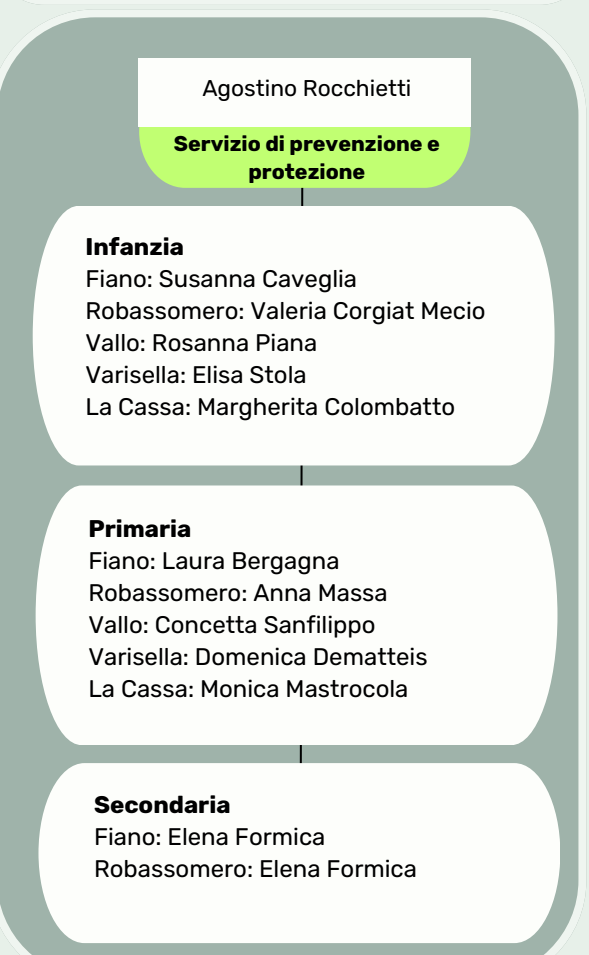 Agostino Rocchietti
Servizio di prevenzione e
protezione
Infanzia
Fiano: Susanna Caveglia
Robassomero: Valeria Corgiat Mecio
Vallo: Rosanna Piana
Varisella: Elisa Stola
La Cassa: Margherita Colombatto
Primaria
Fiano: Laura Bergagna
Robassomero: Anna Massa
Vallo: Concetta Sanfilippo
Varisella: Domenica Dematteis
La Cassa: Monica Mastrocola
Secondaria
Fiano: Elena Formica
Robassomero: Elena Formica